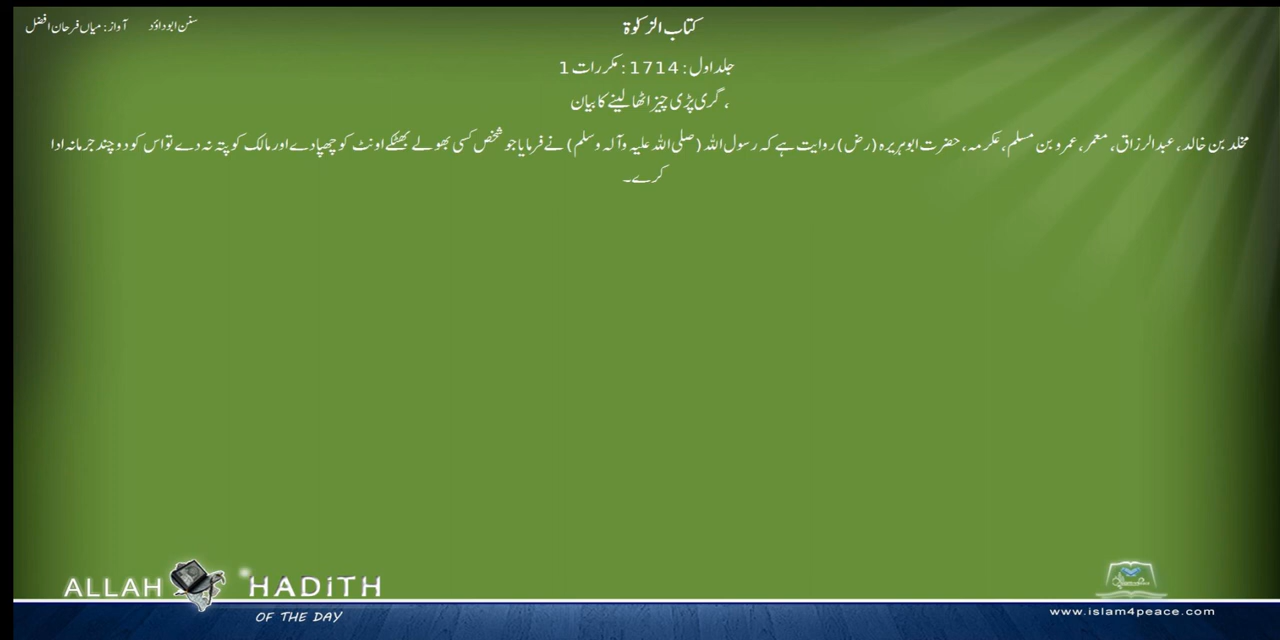 سنن ابوداؤد آواز: میاں فرحان افضل
کتاب الزکوٰۃ
جلد اول : 1714 : مکررات 1
، گری پڑی چیز اٹھا لینے کا بیان
مخلد بن خالد، عبدالرزاق، معمر، عمرو بن مسلم، عکرمہ، حضرت ابوہریرہ (رض) روایت ہے کہ رسول اللہ (صلی اللہ علیہ وآلہ وسلم) نے فرمایا جو شخص کسی بھولے بھٹکے اونٹ کو چھپا دے اور مالک کو پتہ نہ دے تو اس کو دو چند جرمانہ ادا
کرے۔
ALLAH HADITH
OF THE DAY
www.islam4peace.com